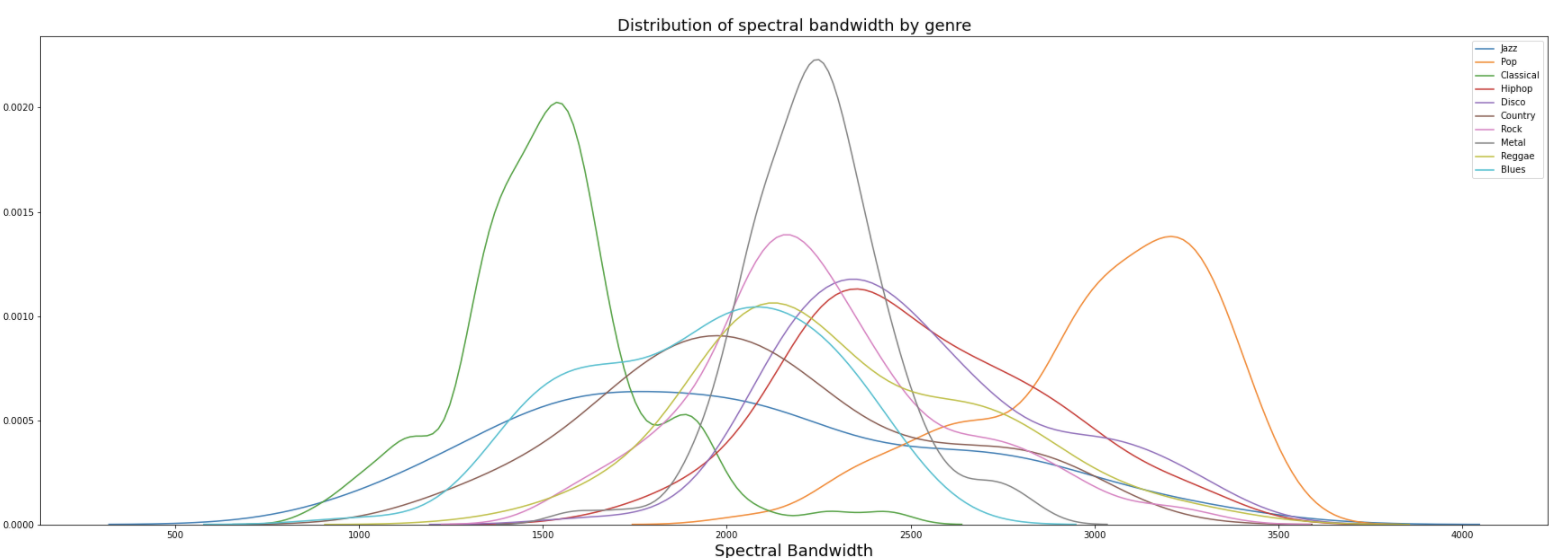 Distribution of spectral bandwidth by genre
Jazz
Pop
Classical
Hiphop
Disco
Country
Rock
Metal
Reggae
Blues
0.0020
0.0015
0.0010
0.0005
0.0000
500 1000 1500 2000 2500 3000 3500 4000
Spectral Bandwidth